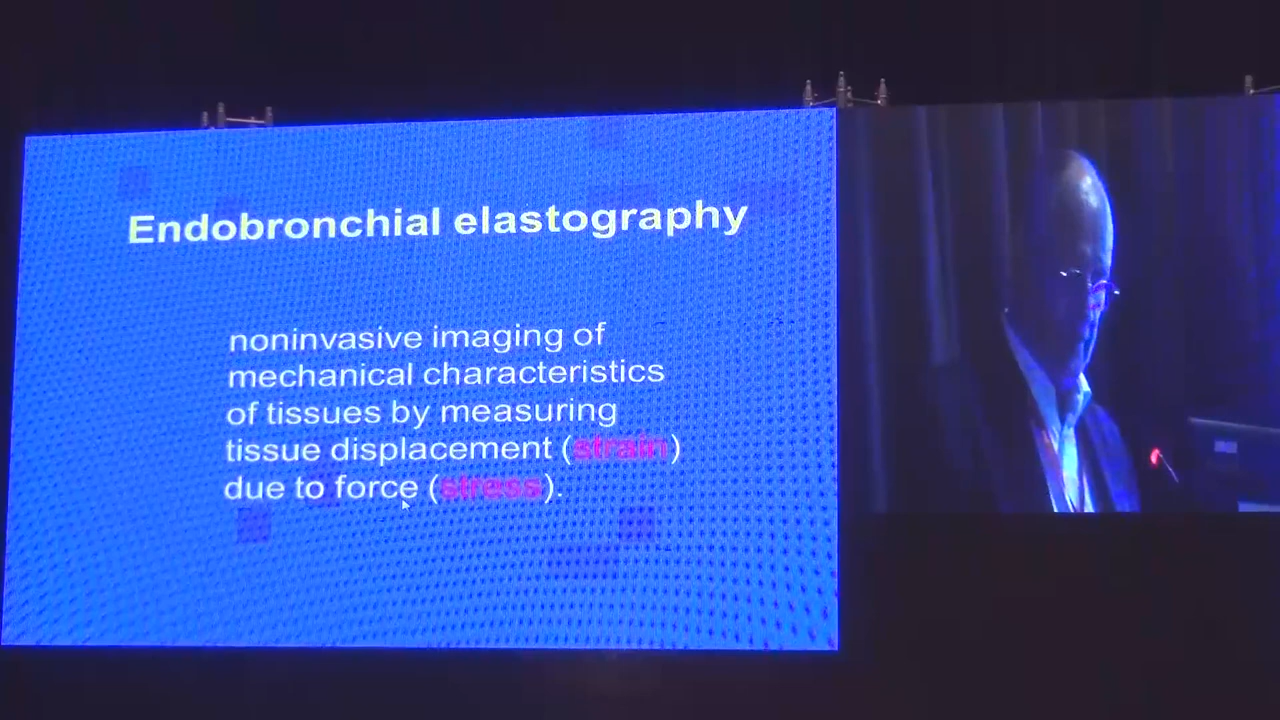 Endobronchial elastography
noninvasive imaging of
mechanical characteristics
of tissues by measuring
tissue displacement (strain)
due to force (stress).